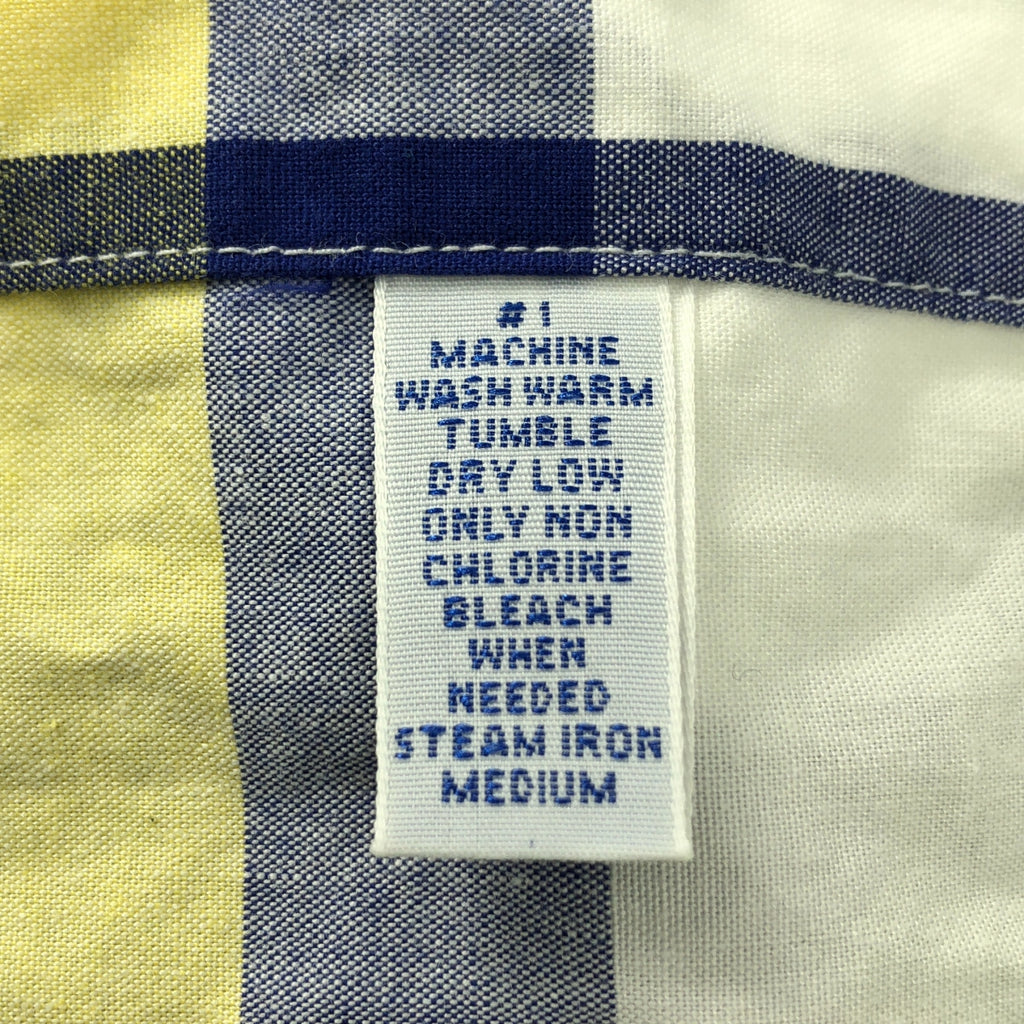 #1
MACHINE
WASH WARM
TUMBLE
DRY LOW
ONLY NON
CHLORINE
BLEACH
WHEN
NEEDED
STEAM IRON
MEDIUM